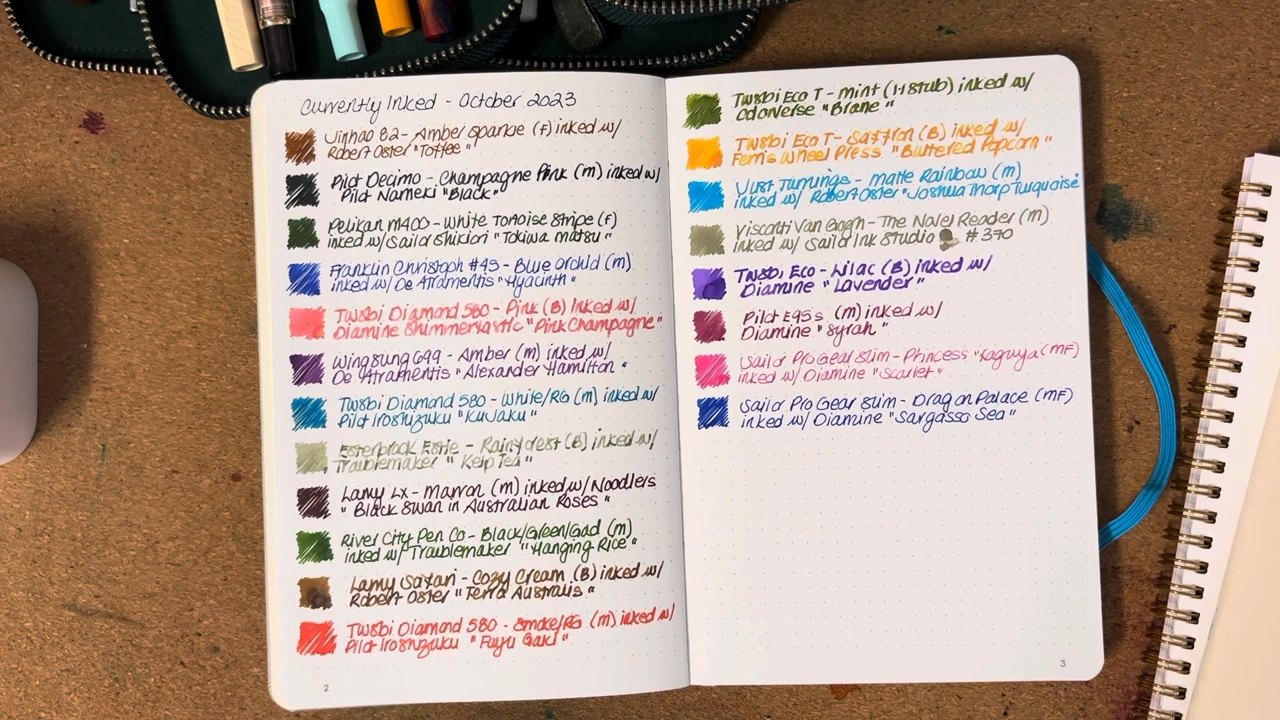 Currently Inked - October 2023
Jinhao 82 - Amber Sparkle (F) inked w/
Robert Oster "Toffee"
Pilot Decimo - Champagne Pink (m) inked w/
Pilot Namiki "Black"
Pelikan m400 - White Tortoise Stripe (F)
inked w/ Sailor Shikiori "Tokiwa matsu"
Franklin Christoph #45 - Blue Orchid (m)
inked w/ De Atramentis "Hyacinth"
TWSbi Diamond 580 - Pink (B) Inked w/
Diamine Shimmertastic "Pink Champagne"
WingSung 699 - Amber (m) inked w/
De Atramentis "Alexander Hamilton"
TWSbi Diamond 580 - White/RG (m) inked w/
Pilot Iroshizuku "KuJaku"
Esterbrook Estie - Raincrest (B) inked w/
Troublemaker "Kelp Tea"
Lamy Lx - Marron (m) inked w/ Noodlers
"Black Swan in Australian Roses"
River City Pen Co - Black/Green/Gold (m)
inked w/ Troublemaker "Hanging Rice"
Lamy Safari - Cozy Cream (B) inked w/
Robert Oster "Terra Australis"
TWSbi Diamond 580 - Smoke/RG (m) inked w/
Pilot Iroshizuku "Fuyu Gaki"
2
TWSbi Eco T - mint (1.1 Stub) inked w/
Odorverse "Brane"
TWSbi Eco T - Saffron (B) inked w/
Ferris Wheel Press "Buttered Popcorn"
Turnings - Matte Rainbow (m)
inked w/ Robert Oster "Joshua Thorp Turquoise"
Visconti Van Gogh - The Novel Reader (m)
inked w/ Sailor Ink Studio #370
TWSbi Eco - Lilac (B) inked w/
Diamine "Lavender"
Pilot E95s (m) inked w/
Diamine "Syrah"
Sailor Pro Gear Slim - Princess "Kaguya" (MF)
inked w/ Diamine "Scarlet"
Sailor Pro Gear Slim - Dragon Palace (MF)
inked w/ Diamine "Sargasso Sea"
3